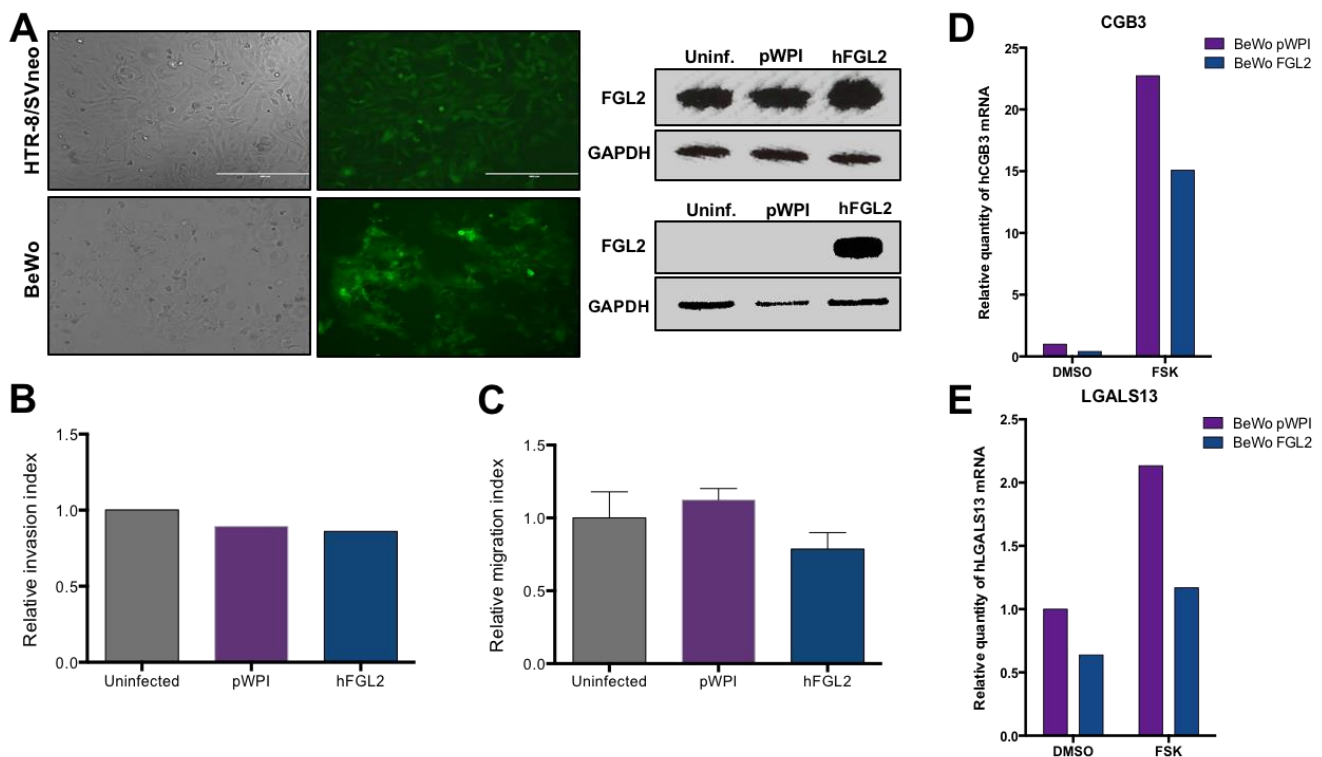 A
HTR-8/SVneo
BeWo
Uninf. pWPI hFGL2
FGL2
GAPDH
Uninf. pWPI hFGL2
FGL2
GAPDH
B
Relative invasion index
1.5
1.0
0.5
0.0
Uninfected pWPI hFGL2
C
Relative migration index
1.5
1.0
0.5
0.0
Uninfected pWPI hFGL2
D
CGB3
BeWo pWPI
BeWo FGL2
Relative quantity of hCGB3 mRNA
25
20
15
10
5
0
DMSO FSK
E
LGALS13
BeWo pWPI
BeWo FGL2
Relative quantity of hLGALS13 mRNA
2.5
2.0
1.5
1.0
0.5
0.0
DMSO FSK